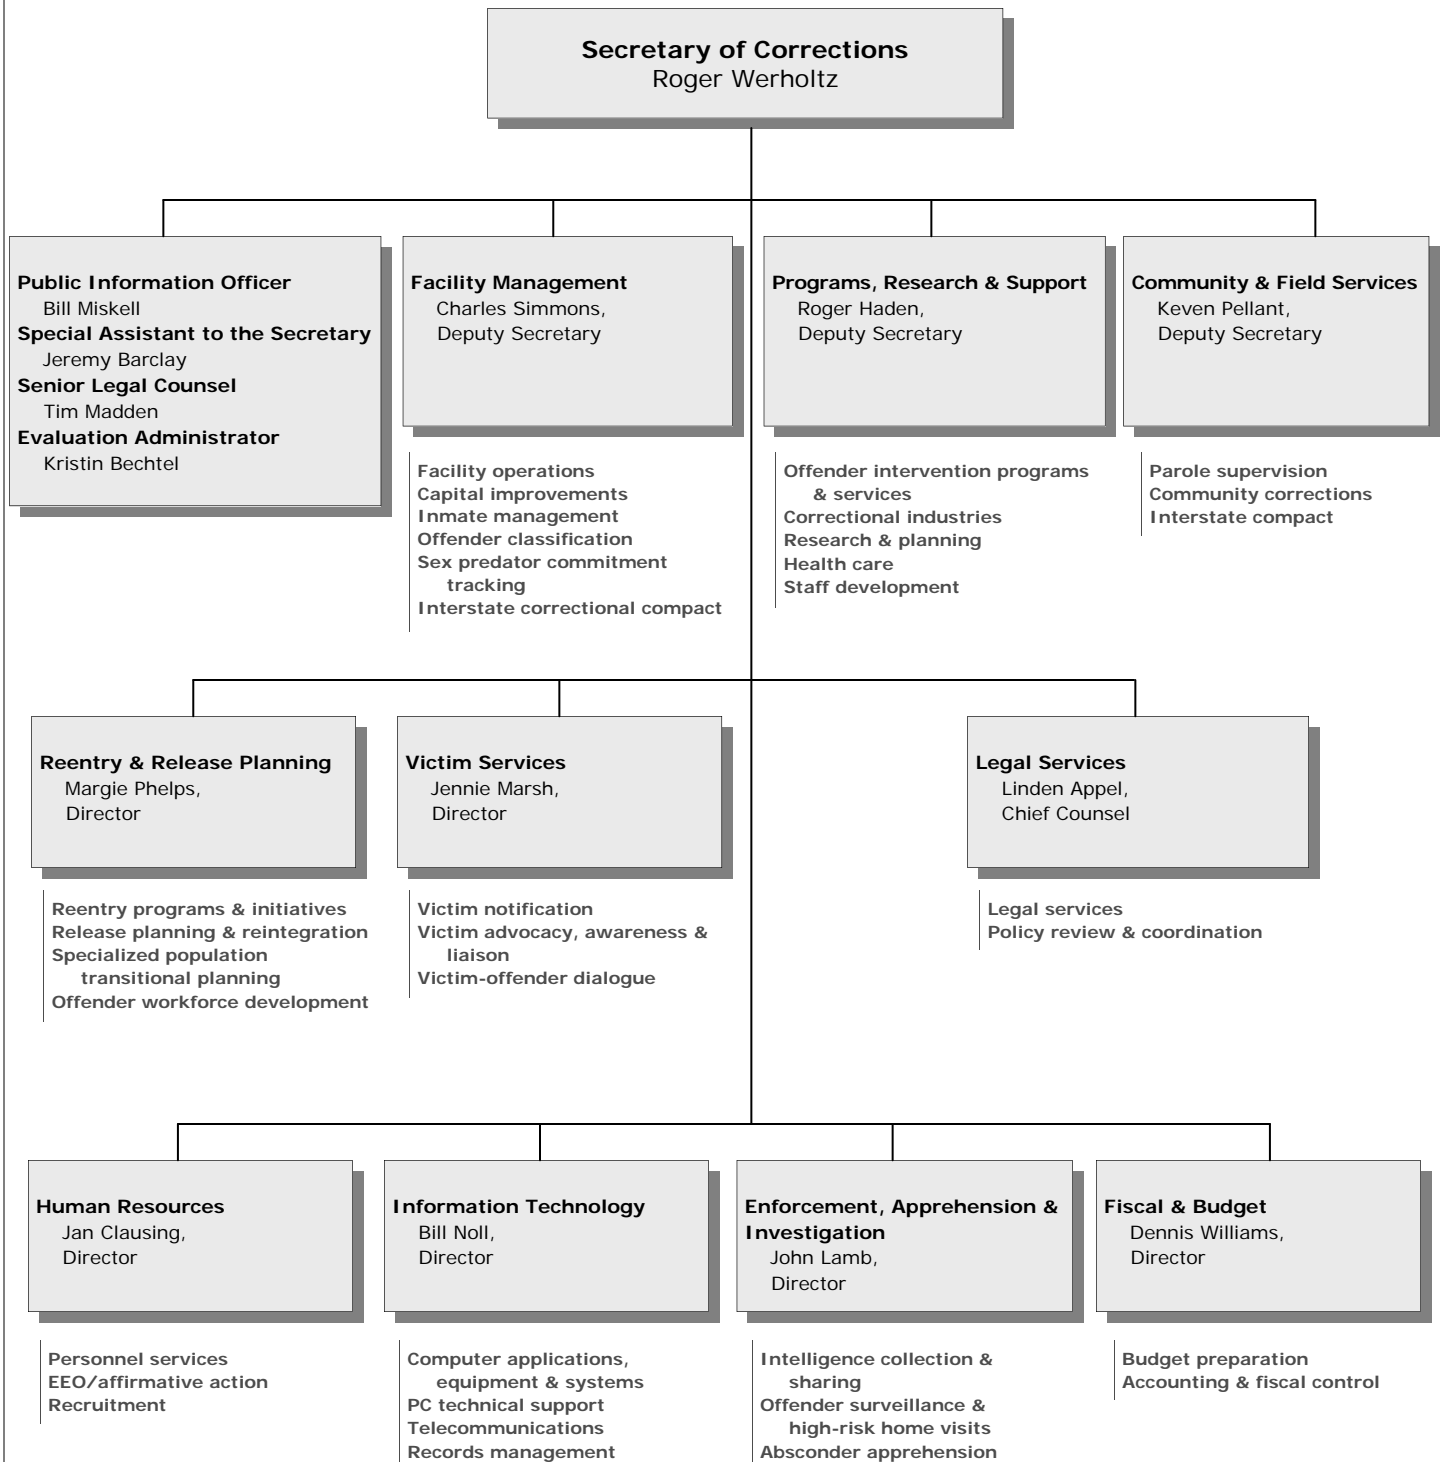 Secretary of Corrections
Roger Werholtz
Public Information Officer
Bill Miskell
Special Assistant to the Secretary
Jeremy Barclay
Senior Legal Counsel
Tim Madden
Evaluation Administrator
Kristin Bechtel
Facility Management
Charles Simmons,
Deputy Secretary
Facility operations
Capital improvements
Inmate management
Offender classification
Sex predator commitment
tracking
Interstate correctional compact
Programs, Research & Support
Roger Haden,
Deputy Secretary
Offender intervention programs
& services
Correctional industries
Research & planning
Health care
Staff development
Community & Field Services
Keven Pellant,
Deputy Secretary
Parole supervision
Community corrections
Interstate compact
Reentry & Release Planning
Margie Phelps,
Director
Reentry programs & initiatives
Release planning & reintegration
Specialized population
transitional planning
Offender workforce development
Victim Services
Jennie Marsh,
Director
Victim notification
Victim advocacy, awareness &
liaison
Victim-offender dialogue
Legal Services
Linden Appel,
Chief Counsel
Legal services
Policy review & coordination
Human Resources
Jan Clausing,
Director
Personnel services
EEO/affirmative action
Recruitment
Information Technology
Bill Noll,
Director
Computer applications,
equipment & systems
PC technical support
Telecommunications
Records management
Enforcement, Apprehension &
Investigation
John Lamb,
Director
Intelligence collection &
sharing
Offender surveillance &
high-risk home visits
Absconder apprehension
Fiscal & Budget
Dennis Williams,
Director
Budget preparation
Accounting & fiscal control